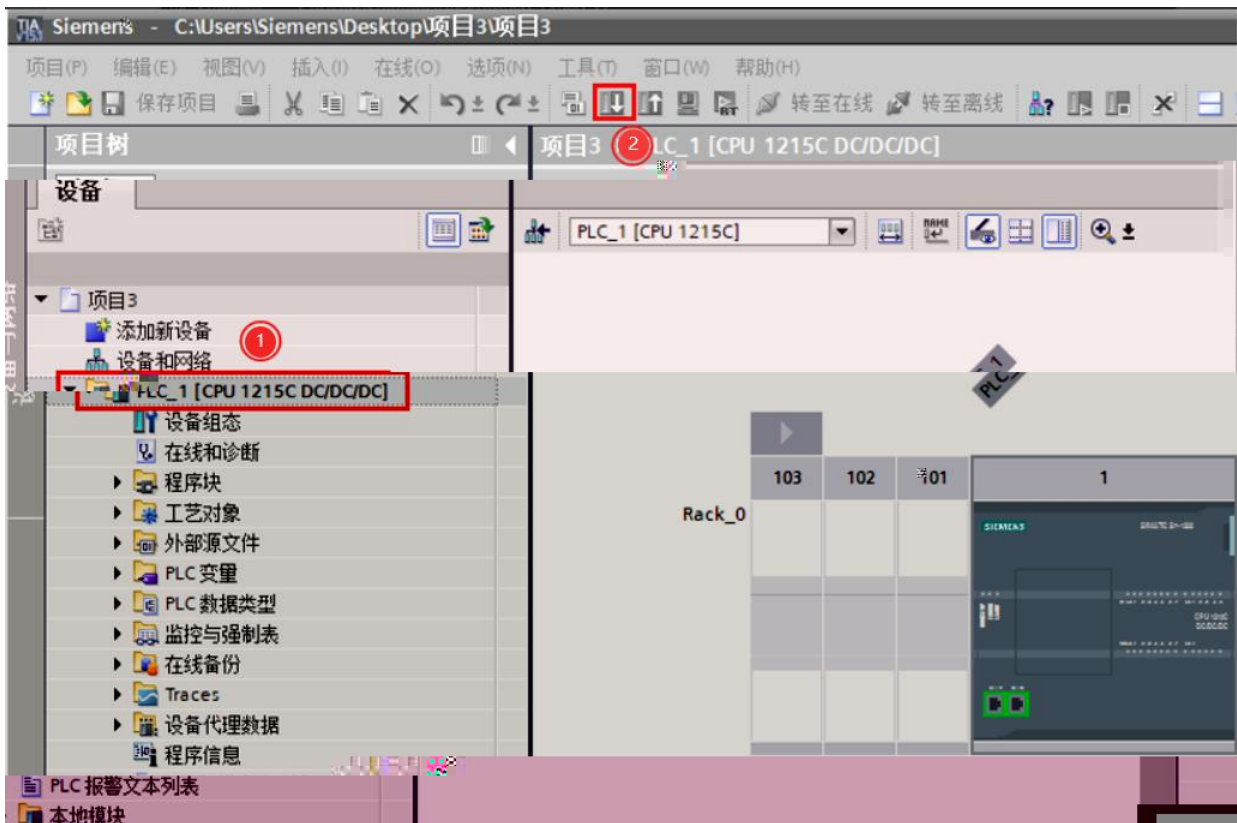 Siemens - C:\Users\Siemens\Desktop\项目3\项目3
项目(P) 编辑(E) 视图(V) 插入(I) 在线(O) 选项(N) 工具(T) 窗口(W) 帮助(H)
保存项目 转至在线 转至离线
项目树
项目3 2 LC_1 [CPU 1215C DC/DC/DC]
设备
PLC_1 [CPU 1215C]
项目3
添加新设备
1
设备和网络
PLC_1 [CPU 1215C DC/DC/DC]
设备组态
在线和诊断
程序块
工艺对象
外部源文件
PLC 变量
PLC 数据类型
监控与强制表
在线备份
Traces
设备代理数据
程序信息
PLC 报警文本列表
本地模块
103 102 101 1
Rack_0
SIEMENS